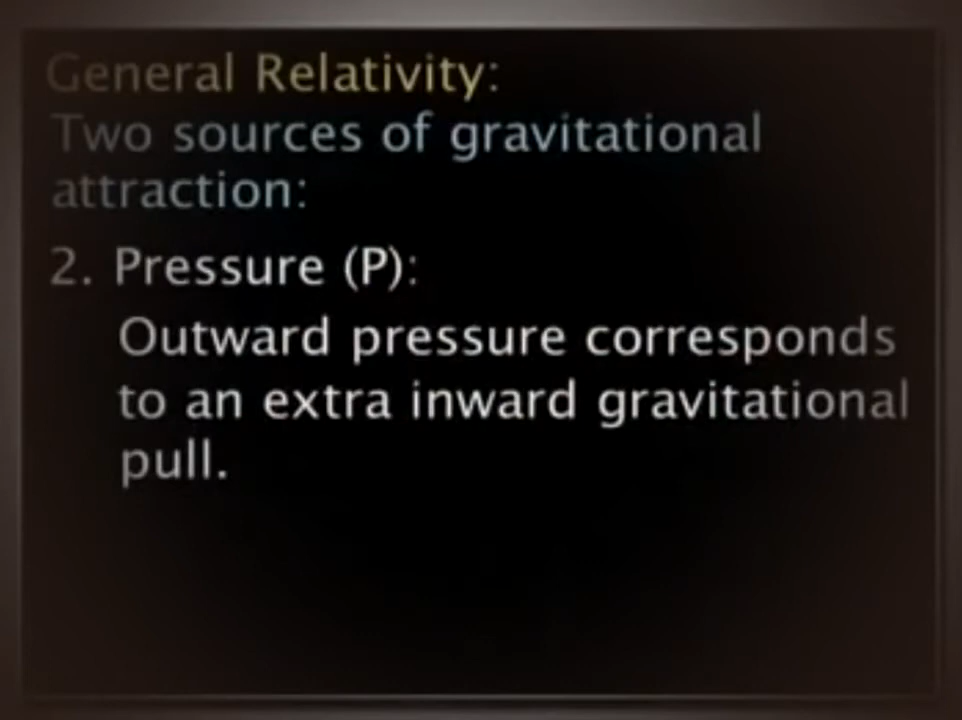 General Relativity:
Two sources of gravitational
attraction:
2. Pressure (P):
Outward pressure corresponds
to an extra inward gravitational
pull.